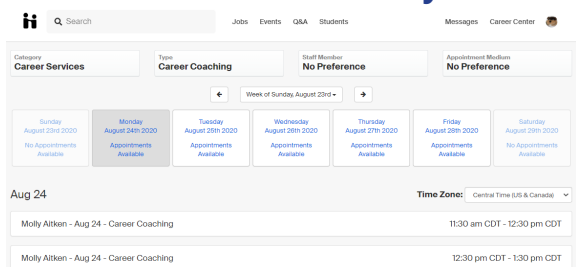 Search
Jobs Events Q&A Students
Messages Career Center
Category
Career Services
Type
Career Coaching
Staff Member
No Preference
Appointment Medium
No Preference
Week of Sunday, August 23rd
Sunday
August 23rd 2020
No Appointments
Available
Monday
August 24th 2020
Appointments
Available
Tuesday
August 25th 2020
Appointments
Available
Wednesday
August 26th 2020
Appointments
Available
Thursday
August 27th 2020
Appointments
Available
Friday
August 28th 2020
Appointments
Available
Saturday
August 29th 2020
No Appointments
Available
Aug 24
Time Zone: Central Time (US & Canada)
Molly Aitken - Aug 24 - Career Coaching 11:30 am CDT - 12:30 pm CDT
Molly Aitken - Aug 24 - Career Coaching 12:30 pm CDT - 1:30 pm CDT